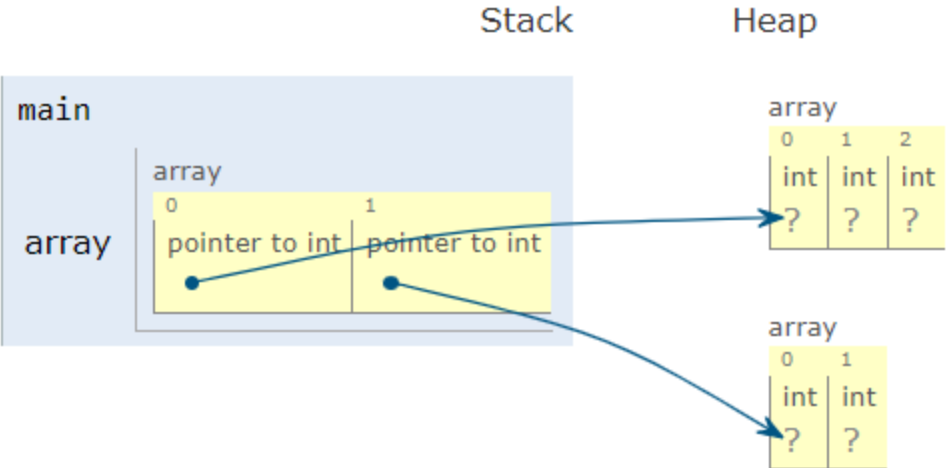 Stack Heap
main
array
0 1 2
int int int
? ? ?
array
0 1
array
pointer to int pointer to int
array
0 1
int int
? ?